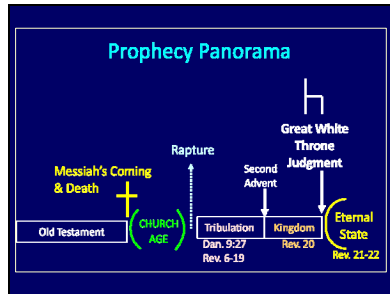 Prophecy Panorama
Great White
Throne
Judgment
Rapture
Second
Advent
Messiah's Coming
& Death
Old Testament
CHURCH
AGE
Tribulation
Kingdom
Eternal
State
Dan. 9:27
Rev. 6-19
Rev. 20
Rev. 21-22